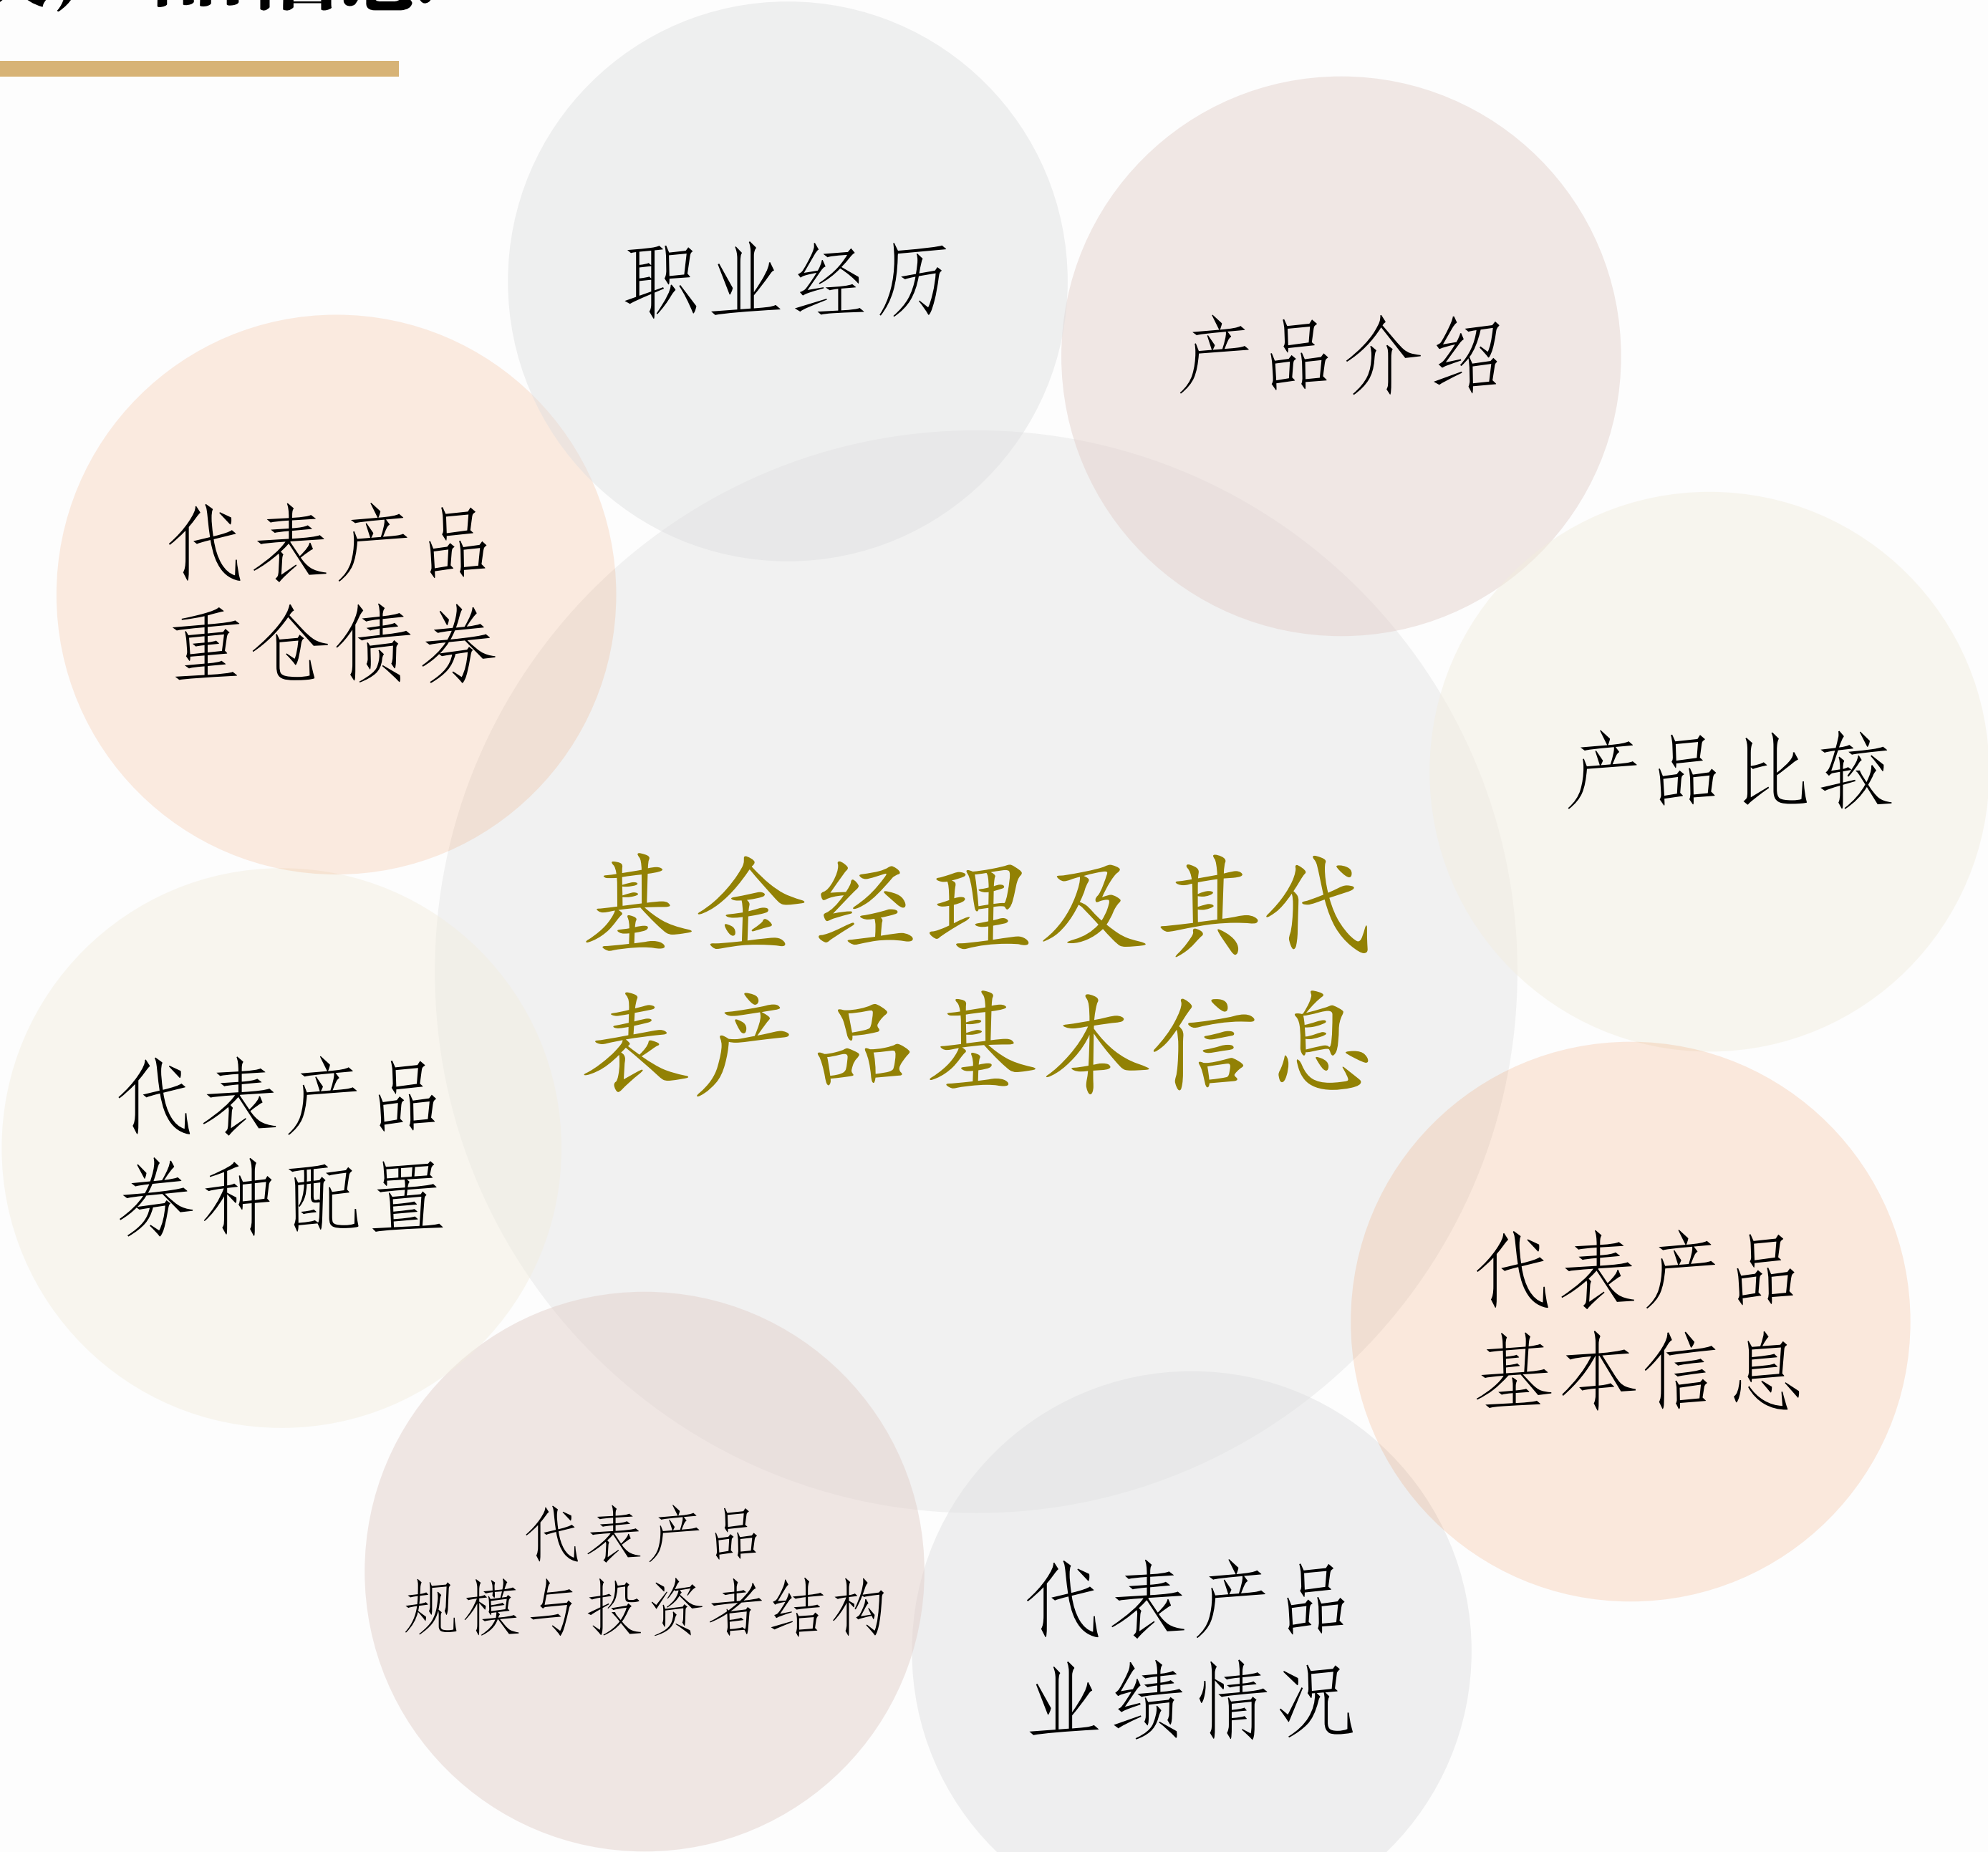 职业经历
产品介绍
代表产品
重仓债券
产品比较
基金经理及其代
表产品基本信息
代表产品
券种配置
代表产品
基本信息
代表产品
规模与投资者结构
代表产品
业绩情况